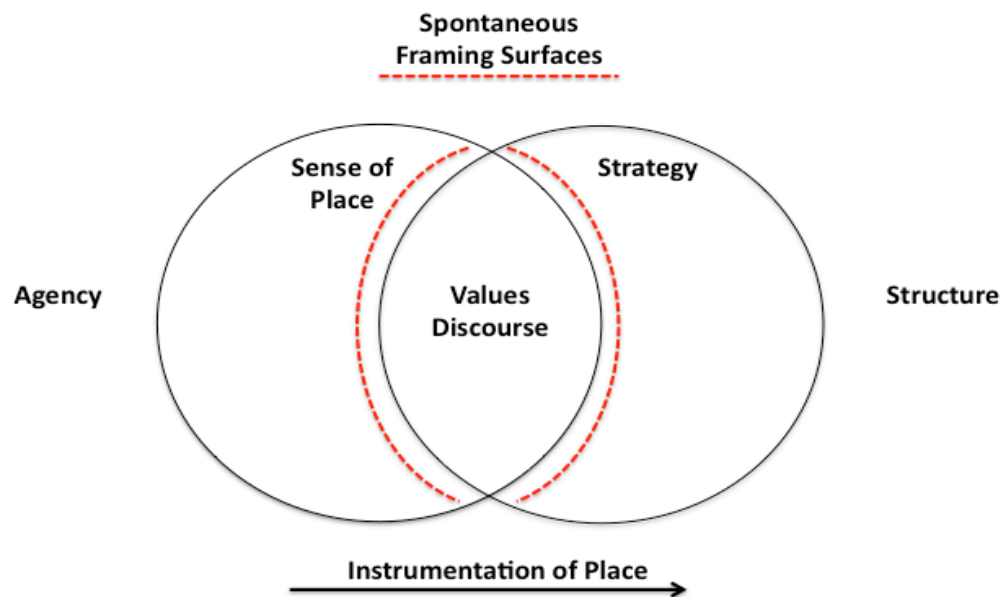 Spontaneous
Framing Surfaces
Sense of
Place
Strategy
Agency
Values
Discourse
Structure
Instrumentation of Place